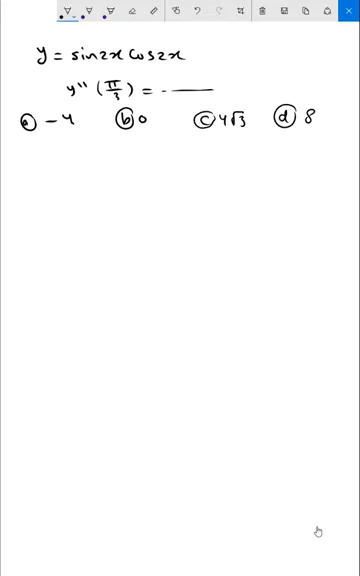 y = sin2x cos2x
y'' (π/3) = ———
ⓐ -4 ⓑ 0 ⓒ 4√3 ⓓ 8